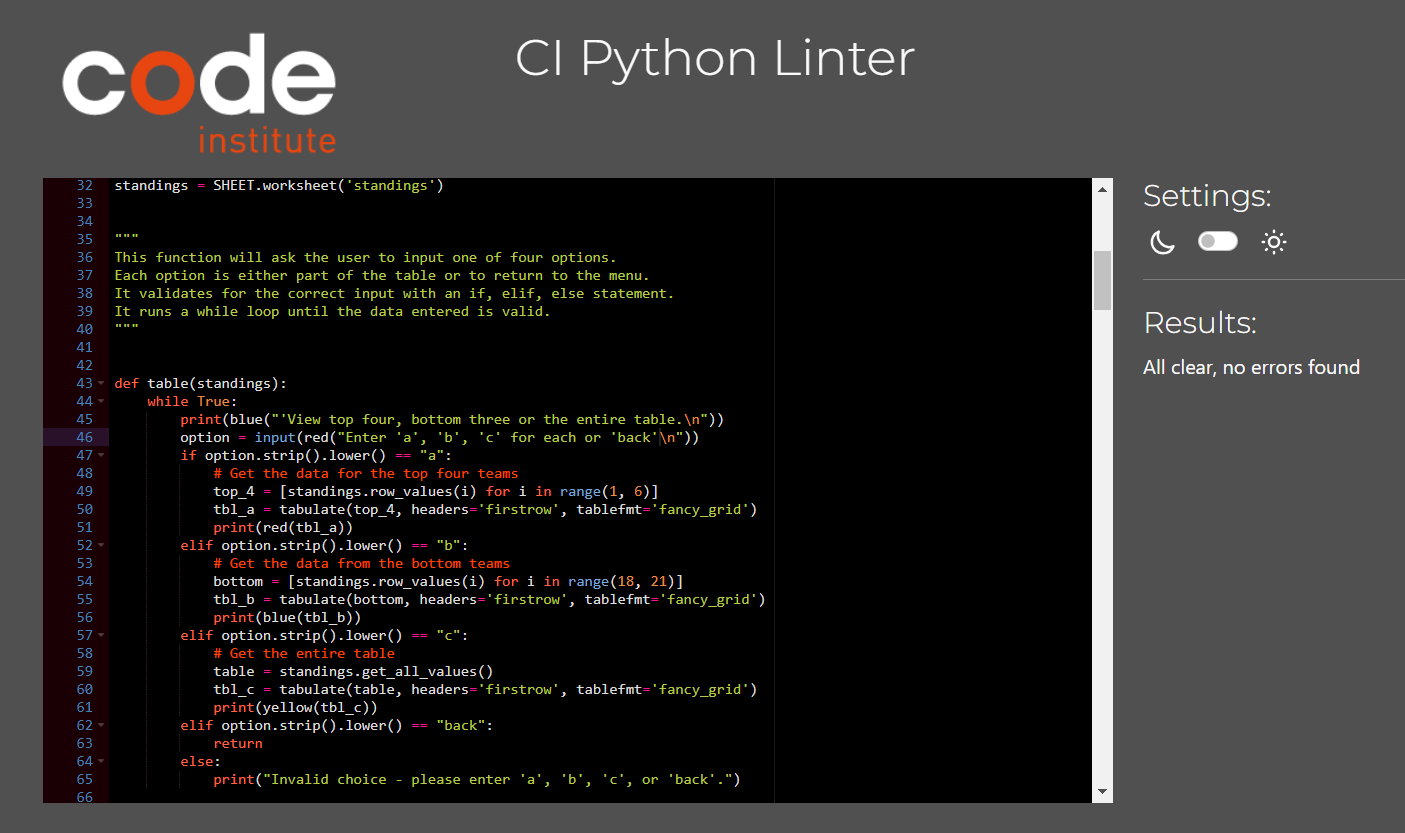 code
institute
CI Python Linter
32 standings = SHEET.worksheet('standings')
33
34
35 """
36 This function will ask the user to input one of four options.
37 Each option is either part of the table or to return to the menu.
38 It validates for the correct input with an if, elif, else statement.
39 It runs a while loop until the data entered is valid.
40 """
41
42
43 def table(standings):
44     while True:
45         print(blue("'View top four, bottom three or the entire table.\n"))
46         option = input(red("Enter 'a', 'b', 'c' for each or 'back'\n"))
47         if option.strip().lower() == "a":
48             # Get the data for the top four teams
49             top_4 = [standings.row_values(i) for i in range(1, 6)]
50             tbl_a = tabulate(top_4, headers='firstrow', tablefmt='fancy_grid')
51             print(red(tbl_a))
52         elif option.strip().lower() == "b":
53             # Get the data from the bottom teams
54             bottom = [standings.row_values(i) for i in range(18, 21)]
55             tbl_b = tabulate(bottom, headers='firstrow', tablefmt='fancy_grid')
56             print(blue(tbl_b))
57         elif option.strip().lower() == "c":
58             # Get the entire table
59             table = standings.get_all_values()
60             tbl_c = tabulate(table, headers='firstrow', tablefmt='fancy_grid')
61             print(yellow(tbl_c))
62         elif option.strip().lower() == "back":
63             return
64         else:
65             print("Invalid choice - please enter 'a', 'b', 'c', or 'back'.")
66
Settings:
Results:
All clear, no errors found